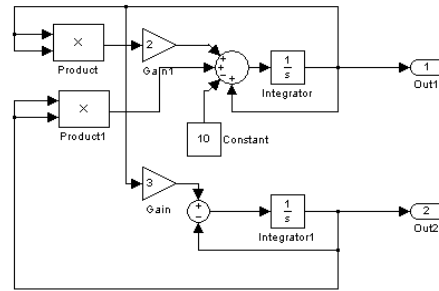 ×
Product
2
Gain1
+
+
−
+
1
s
Integrator
1
Out1
×
Product1
10
Constant
3
Gain
+
−
1
s
Integrator1
2
Out2